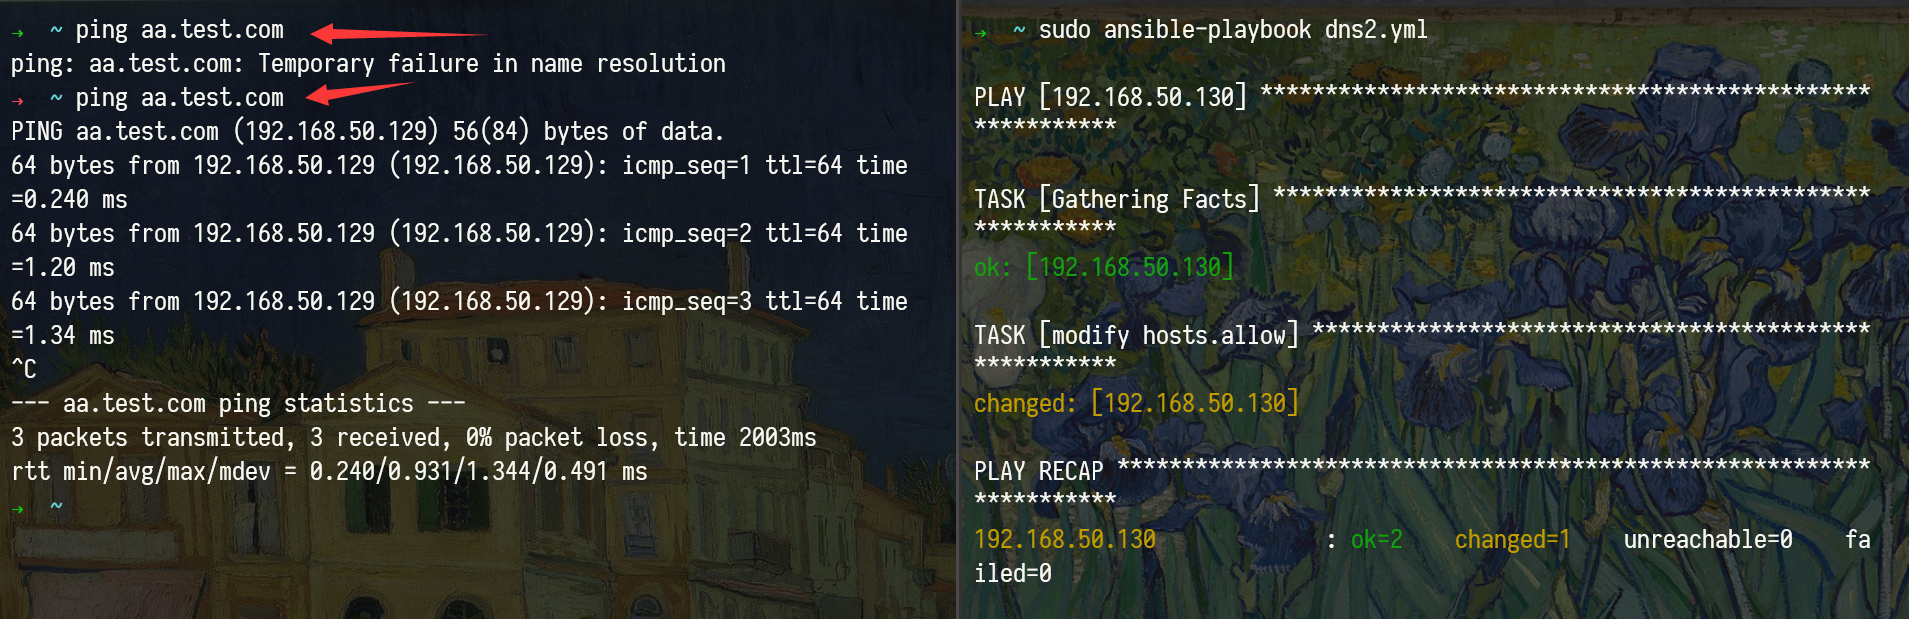 → ~ ping aa.test.com
ping: aa.test.com: Temporary failure in name resolution
→ ~ ping aa.test.com
PING aa.test.com (192.168.50.129) 56(84) bytes of data.
64 bytes from 192.168.50.129 (192.168.50.129): icmp_seq=1 ttl=64 time
=0.240 ms
64 bytes from 192.168.50.129 (192.168.50.129): icmp_seq=2 ttl=64 time
=1.20 ms
64 bytes from 192.168.50.129 (192.168.50.129): icmp_seq=3 ttl=64 time
=1.34 ms
^C
--- aa.test.com ping statistics ---
3 packets transmitted, 3 received, 0% packet loss, time 2003ms
rtt min/avg/max/mdev = 0.240/0.931/1.344/0.491 ms
→ ~
→ ~ sudo ansible-playbook dns2.yml
PLAY [192.168.50.130] ***********************************************
***********
TASK [Gathering Facts] **********************************************
***********
ok: [192.168.50.130]
TASK [modify hosts.allow] *******************************************
***********
changed: [192.168.50.130]
PLAY RECAP **********************************************************
***********
192.168.50.130 : ok=2 changed=1 unreachable=0 fa
iled=0